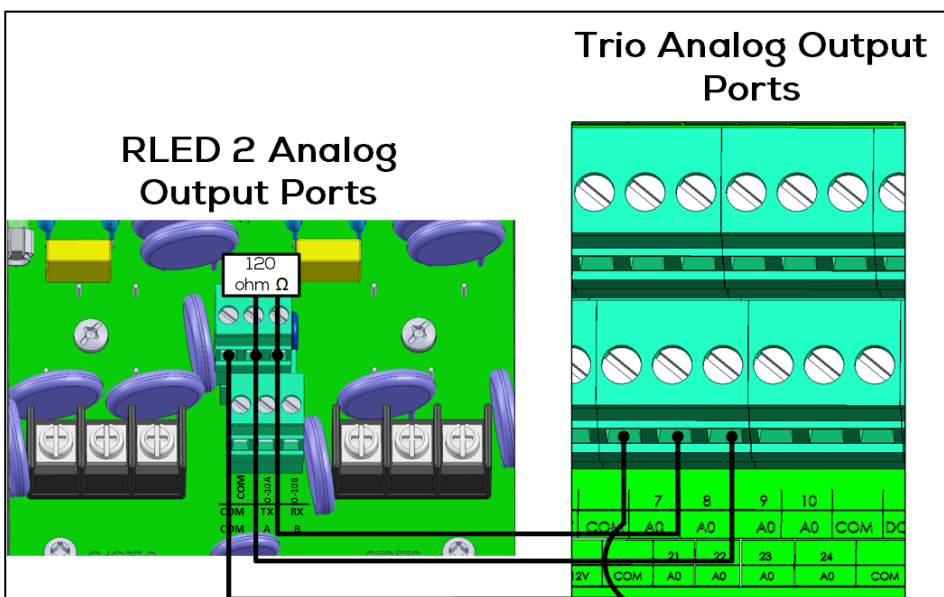 Trio Analog Output
Ports
RLED 2 Analog
Output Ports
120
ohm Ω
COM 0-10A 0-10B
COM TX RX
COM A B
7 8 9 10
COM A0 A0 A0 A0 COM DC
21 22 23 24
12V COM A0 A0 A0 A0 COM